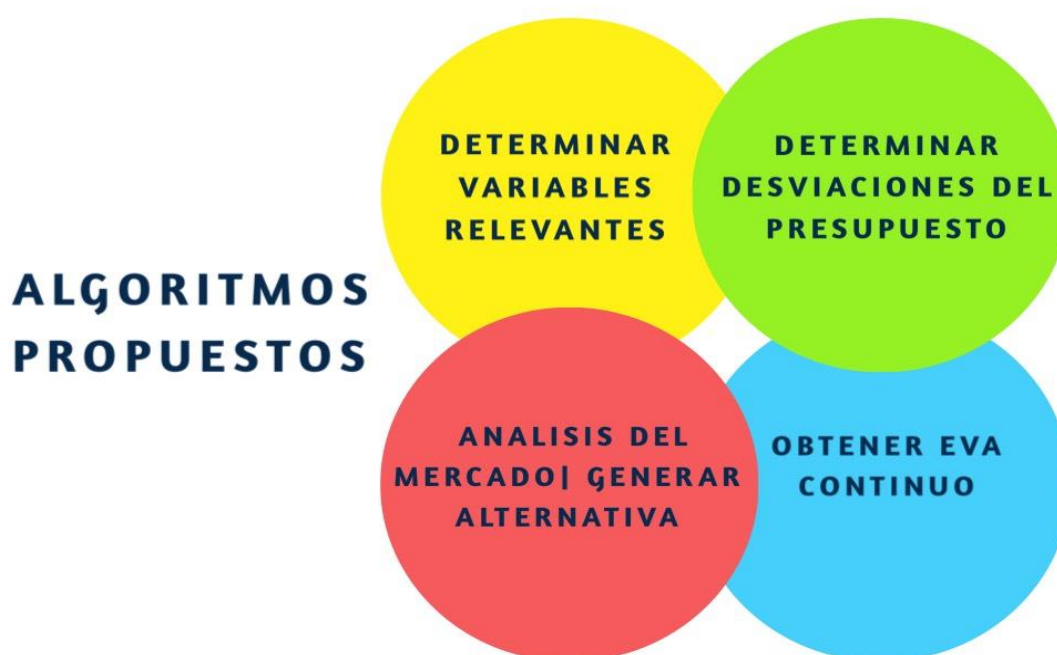 ALGORITMOS
PROPUESTOS
DETERMINAR
VARIABLES
RELEVANTES
DETERMINAR
DESVIACIONES DEL
PRESUPUESTO
ANALISIS DEL
MERCADO| GENERAR
ALTERNATIVA
OBTENER EVA
CONTINUO